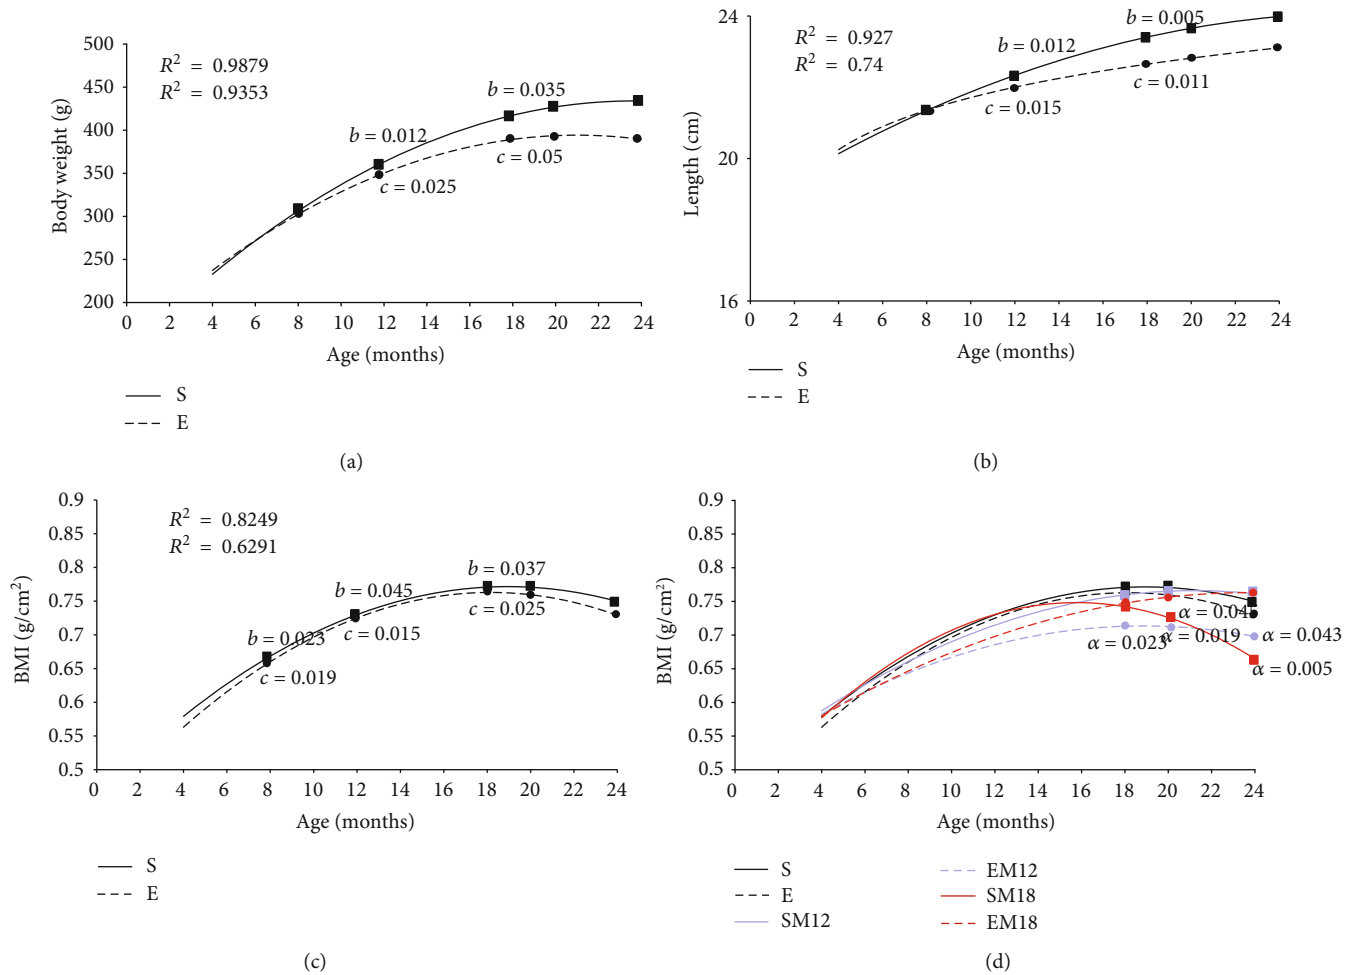 500
450
400
350
300
250
200
Body weight (g)
R² = 0.9879
R² = 0.9353
b = 0.012
b = 0.035
c = 0.025
c = 0.05
0 2 4 6 8 10 12 14 16 18 20 22 24
Age (months)
S
E
(a)
24
20
16
Length (cm)
R² = 0.927
R² = 0.74
b = 0.012
b = 0.005
c = 0.015
c = 0.011
0 2 4 6 8 10 12 14 16 18 20 22 24
Age (months)
S
E
(b)
0.9
0.85
0.8
0.75
0.7
0.65
0.6
0.55
0.5
BMI (g/cm²)
R² = 0.8249
R² = 0.6291
b = 0.023
b = 0.045
b = 0.037
c = 0.019
c = 0.015
c = 0.025
0 2 4 6 8 10 12 14 16 18 20 22 24
Age (months)
S
E
(c)
0.9
0.85
0.8
0.75
0.7
0.65
0.6
0.55
0.5
BMI (g/cm²)
α = 0.023
α = 0.019
α = 0.043
α = 0.005
0 2 4 6 8 10 12 14 16 18 20 22 24
Age (months)
S
E
SM12
EM12
SM18
EM18
(d)